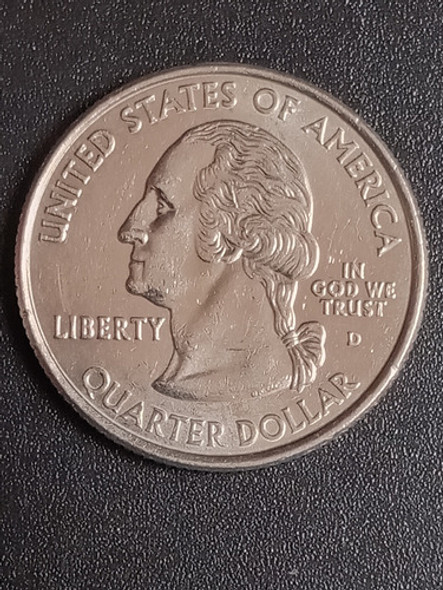 UNITED STATES OF AMERICA
LIBERTY
IN
GOD WE
TRUST
D
QUARTER DOLLAR